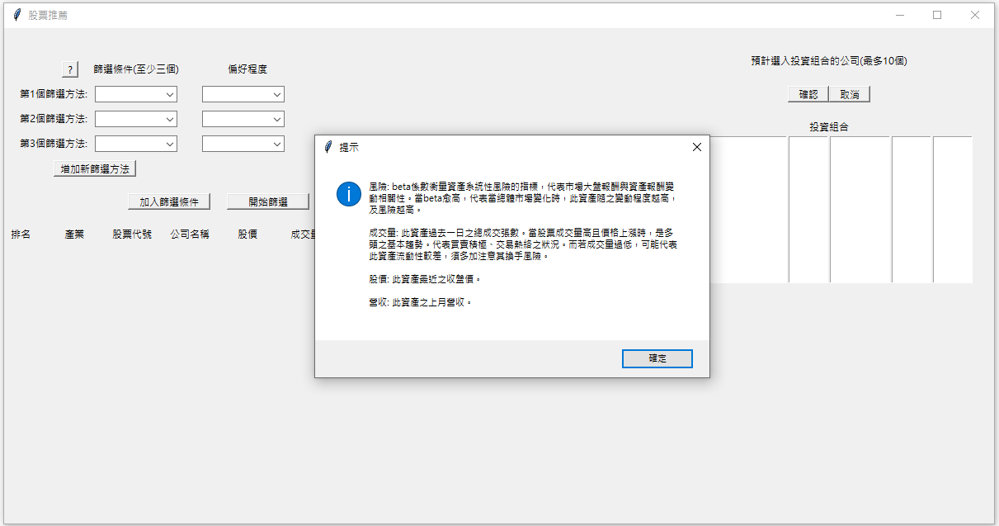 股票推薦
預計選入投資組合的公司(最多10個)
? 篩選條件(至少三個) 偏好程度
第1個篩選方法:
確認 取消
第2個篩選方法:
投資組合
第3個篩選方法:
增加新篩選方法
加入篩選條件 開始篩選
排名 產業 股票代號 公司名稱 股價 成交量
提示
風險: beta係數衡量資產系統性風險的指標，代表市場大盤報酬與資產報酬變
動相關性。當beta愈高，代表當總體市場變化時，此資產隨之變動程度越高，
及風險越高。
成交量: 此資產過去一日之總成交張數。當股票成交量高且價格上漲時，是多
頭之基本趨勢。代表買賣積極、交易熱絡之狀況。而若成交量過低，可能代表
此資產流動性較差，須多加注意其換手風險。
股價: 此資產最近之收盤價。
營收: 此資產之上月營收。
確定